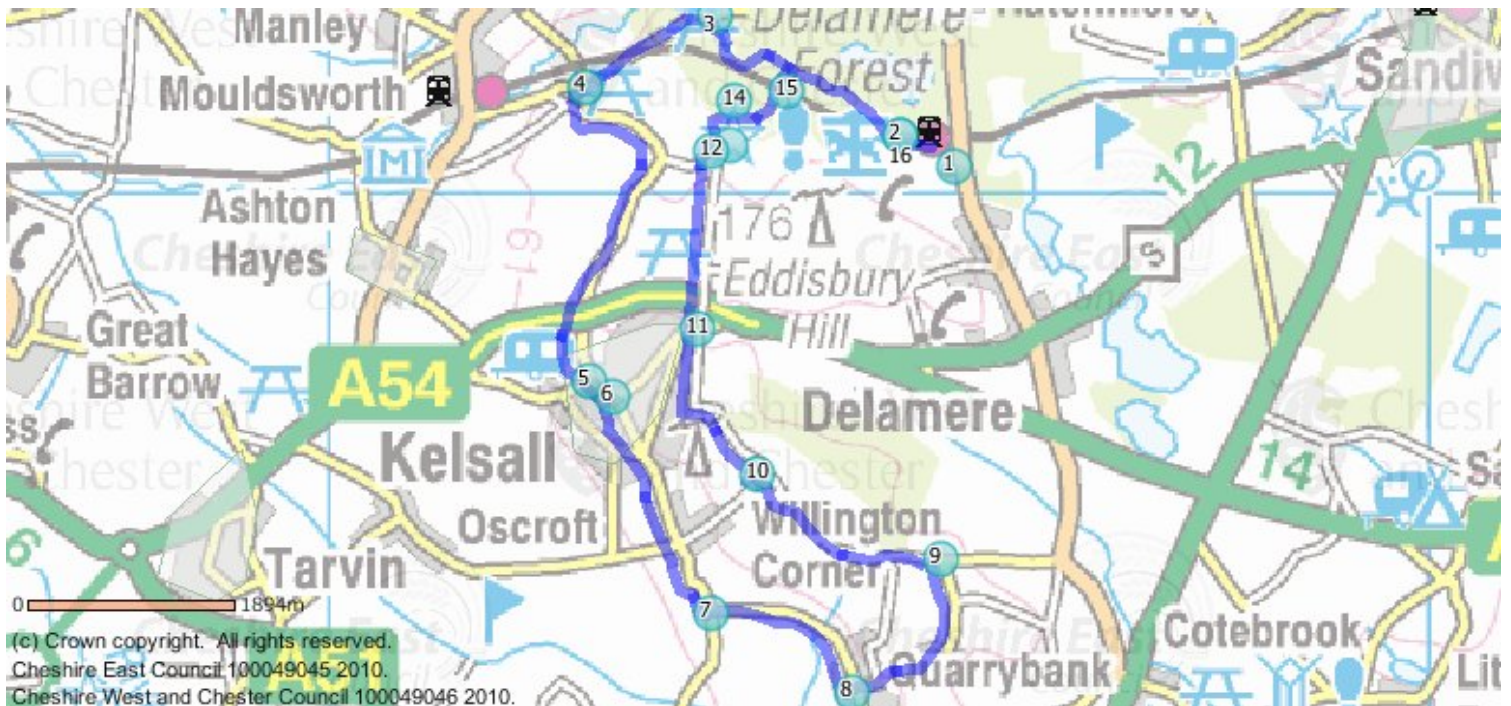 Manley
Delamere
Forest
Mouldsworth
Sandiw
3
4
14
15
2
16
1
12
12
Ashton
Hayes
176
Eddisbury
Hill
Great
Barrow
A54
11
5
6
Delamere
Kelsall
10
14
Oscroft
Willington
Corner
9
Tarvin
6
0 1894m
7
Cotebrook
Quarrybank
8
(c) Crown copyright. All rights reserved.
Cheshire East Council 100049045 2010.
Cheshire West and Chester Council 100049046 2010.